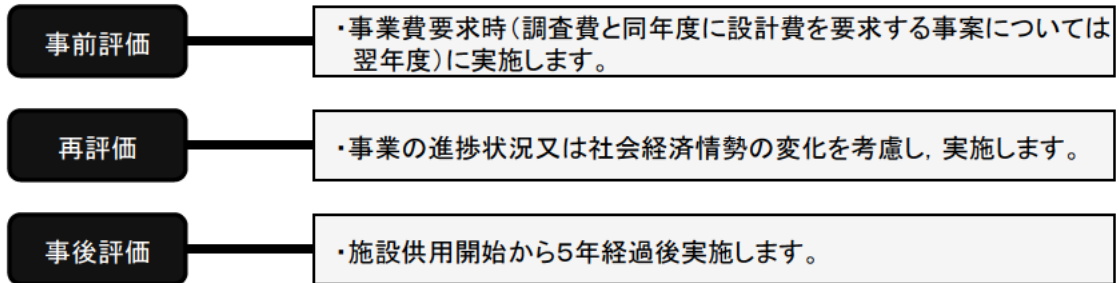 事前評価
・事業費要求時(調査費と同年度に設計費を要求する事案については
翌年度)に実施します。
再評価
・事業の進捗状況又は社会経済情勢の変化を考慮し,実施します。
事後評価
・施設供用開始から5年経過後実施します。